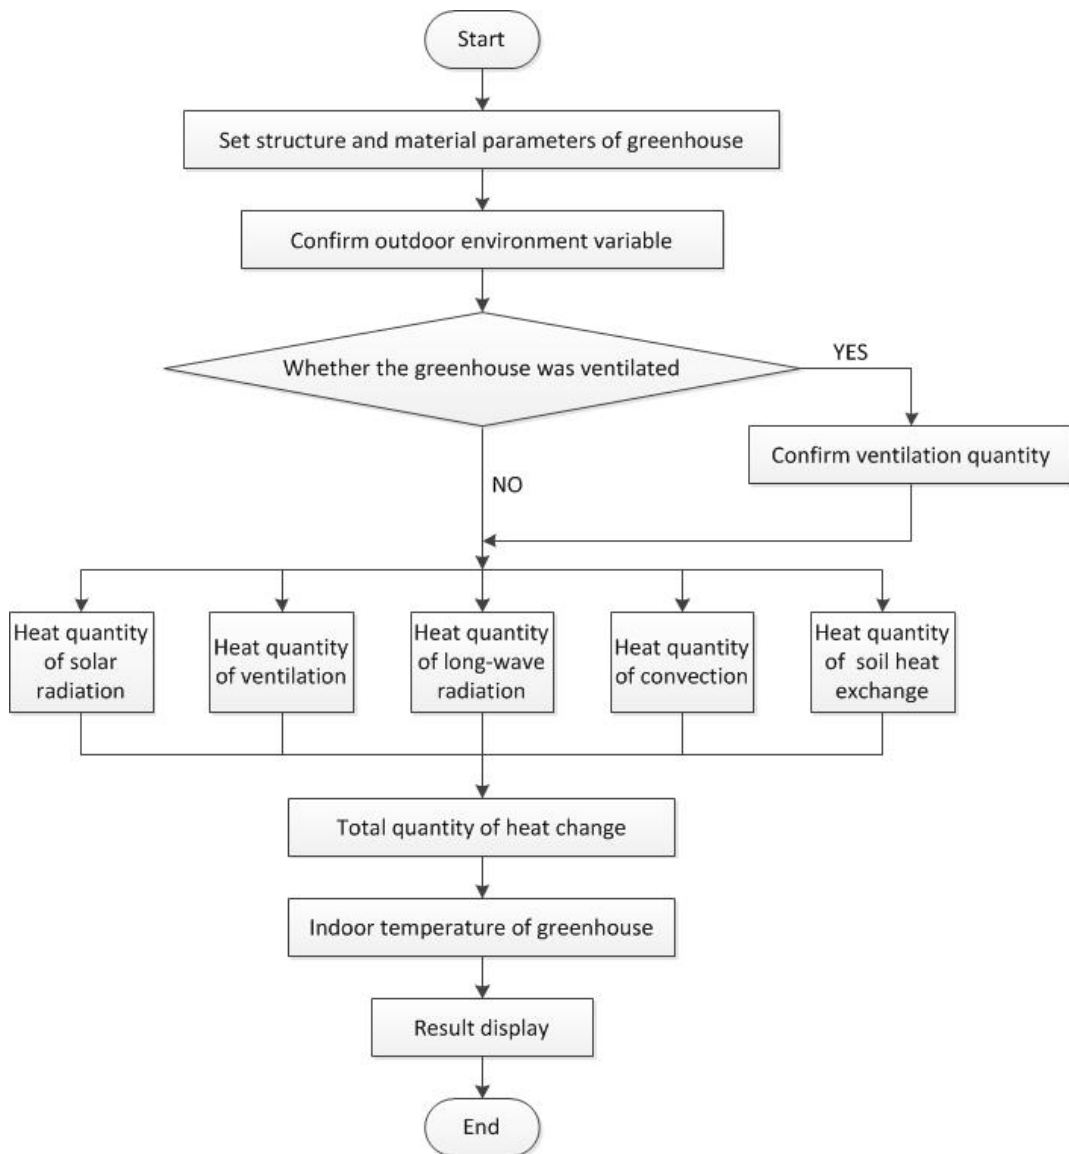 Start
Set structure and material parameters of greenhouse
Confirm outdoor environment variable
Whether the greenhouse was ventilated
YES
Confirm ventilation quantity
NO
Heat quantity
of solar
radiation
Heat quantity
of ventilation
Heat quantity
of long-wave
radiation
Heat quantity
of convection
Heat quantity
of soil heat
exchange
Total quantity of heat change
Indoor temperature of greenhouse
Result display
End